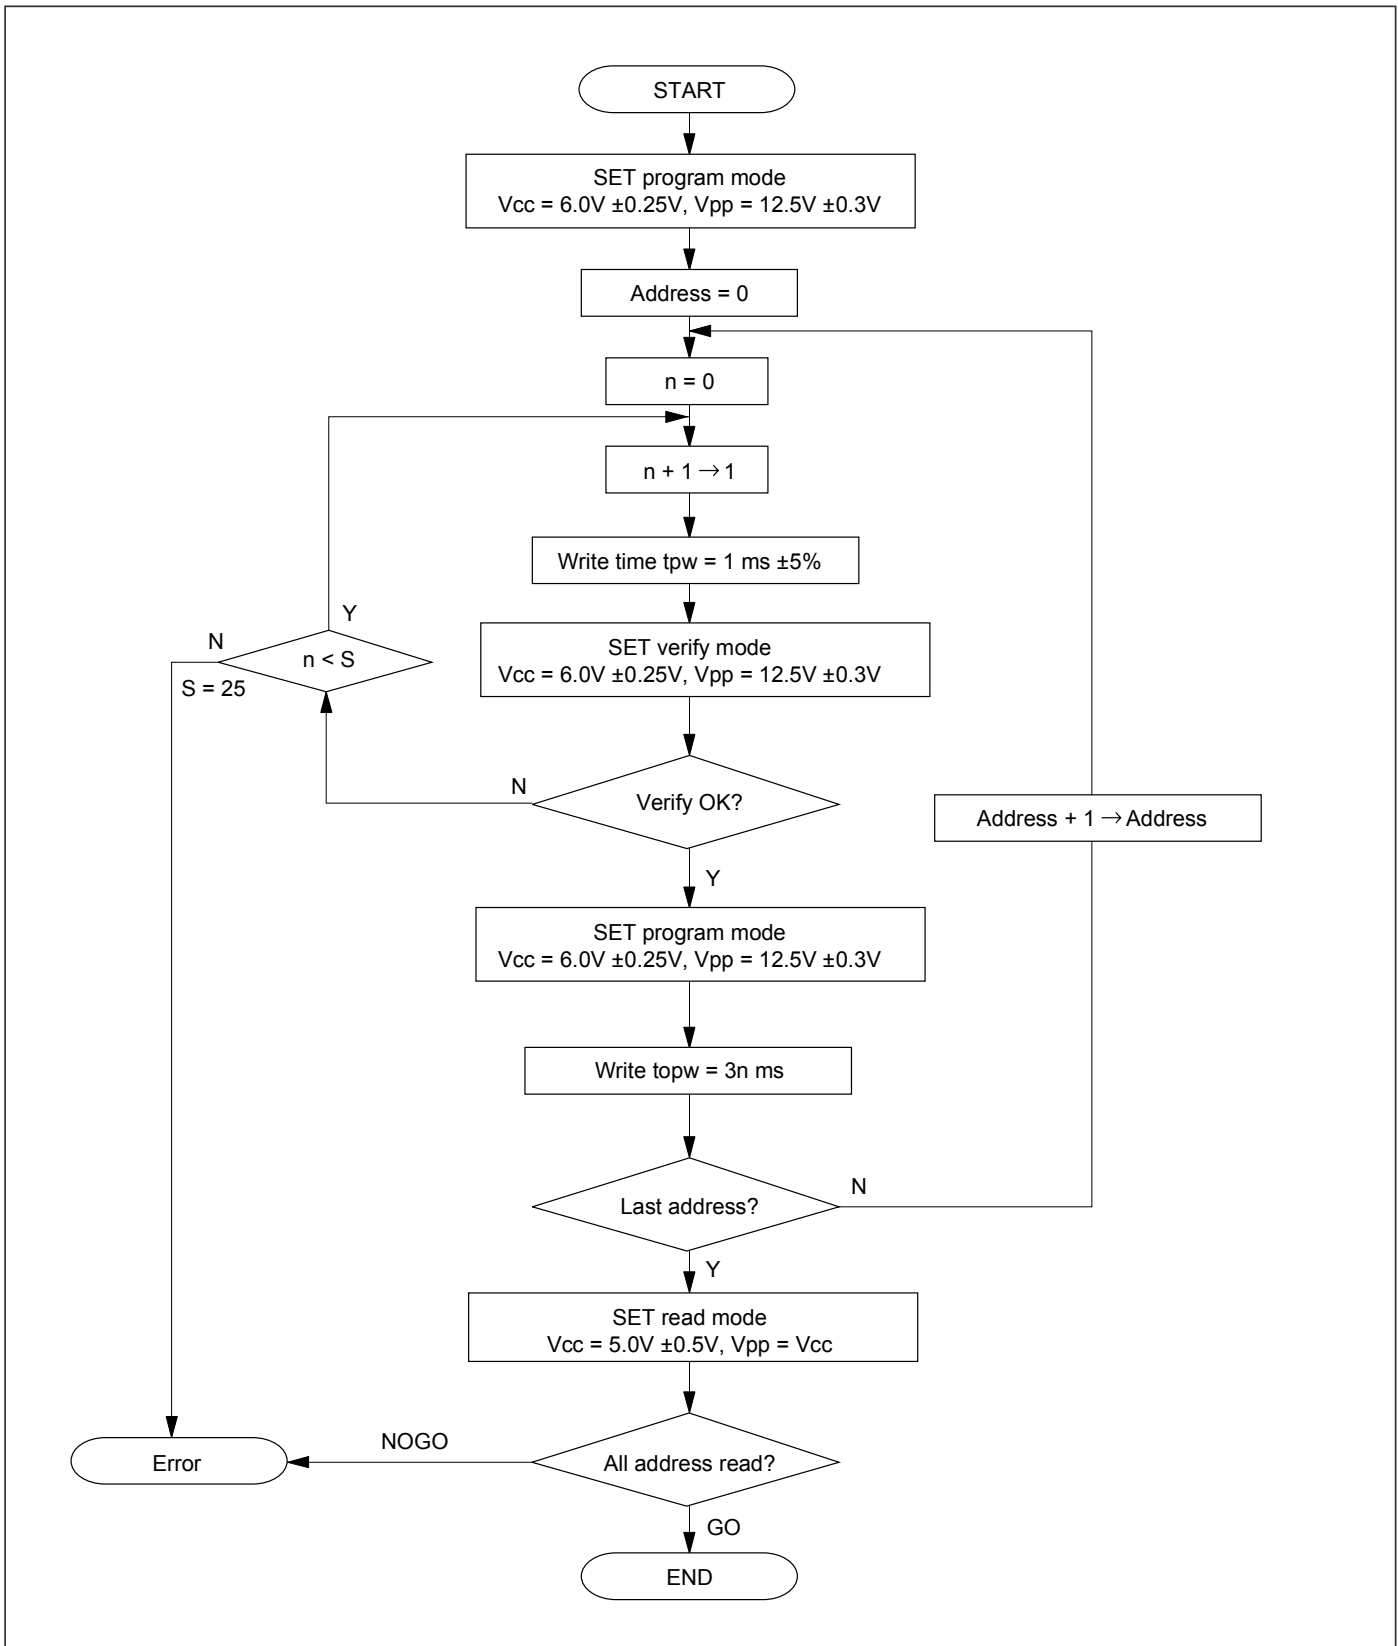 START
SET program mode
Vcc = 6.0V ±0.25V, Vpp = 12.5V ±0.3V
Address = 0
n = 0
n + 1 → 1
Write time tpw = 1 ms ±5%
Y
N
n < S
S = 25
SET verify mode
Vcc = 6.0V ±0.25V, Vpp = 12.5V ±0.3V
N
Verify OK?
Address + 1 → Address
Y
SET program mode
Vcc = 6.0V ±0.25V, Vpp = 12.5V ±0.3V
Write topw = 3n ms
Last address?
N
Y
SET read mode
Vcc = 5.0V ±0.5V, Vpp = Vcc
NOGO
Error
All address read?
GO
END